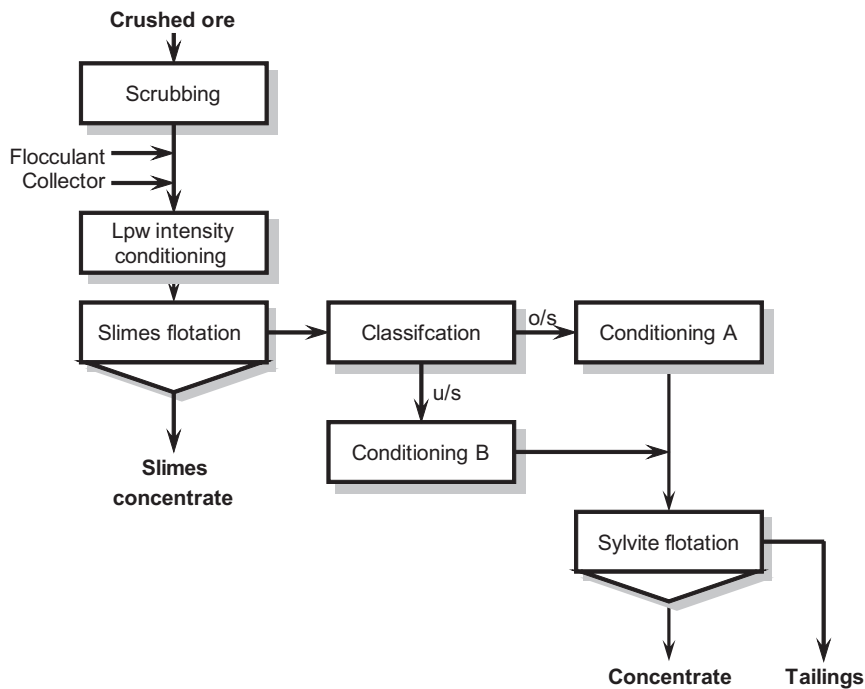 Crushed ore
Scrubbing
Flocculant
Collector
Lpw intensity
conditioning
Slimes flotation
Classifcation
o/s
Conditioning A
u/s
Conditioning B
Slimes
concentrate
Sylvite flotation
Concentrate
Tailings